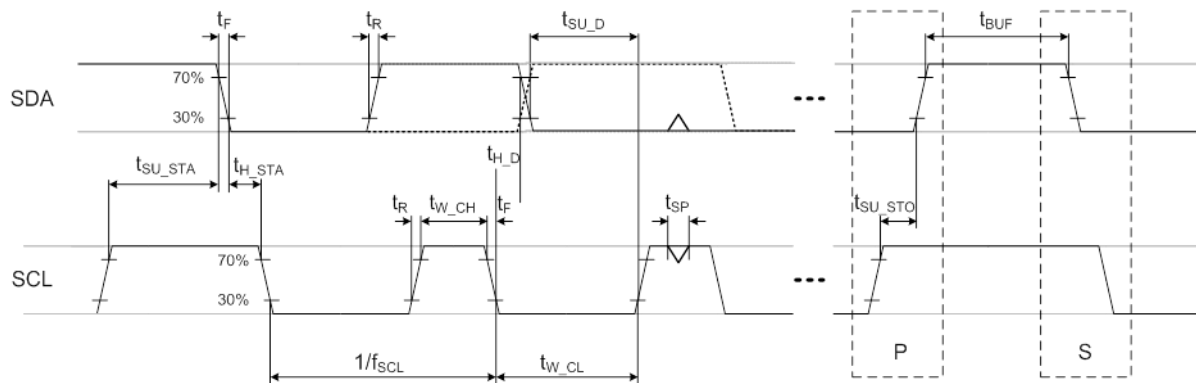 tF tR tSU_D tBUF
70%
SDA
30%
tH_D
tSU_STA tH_STA
tR tW_CH tF tSP tSU_STO
70%
SCL
30%
1/fSCL tW_CL P S